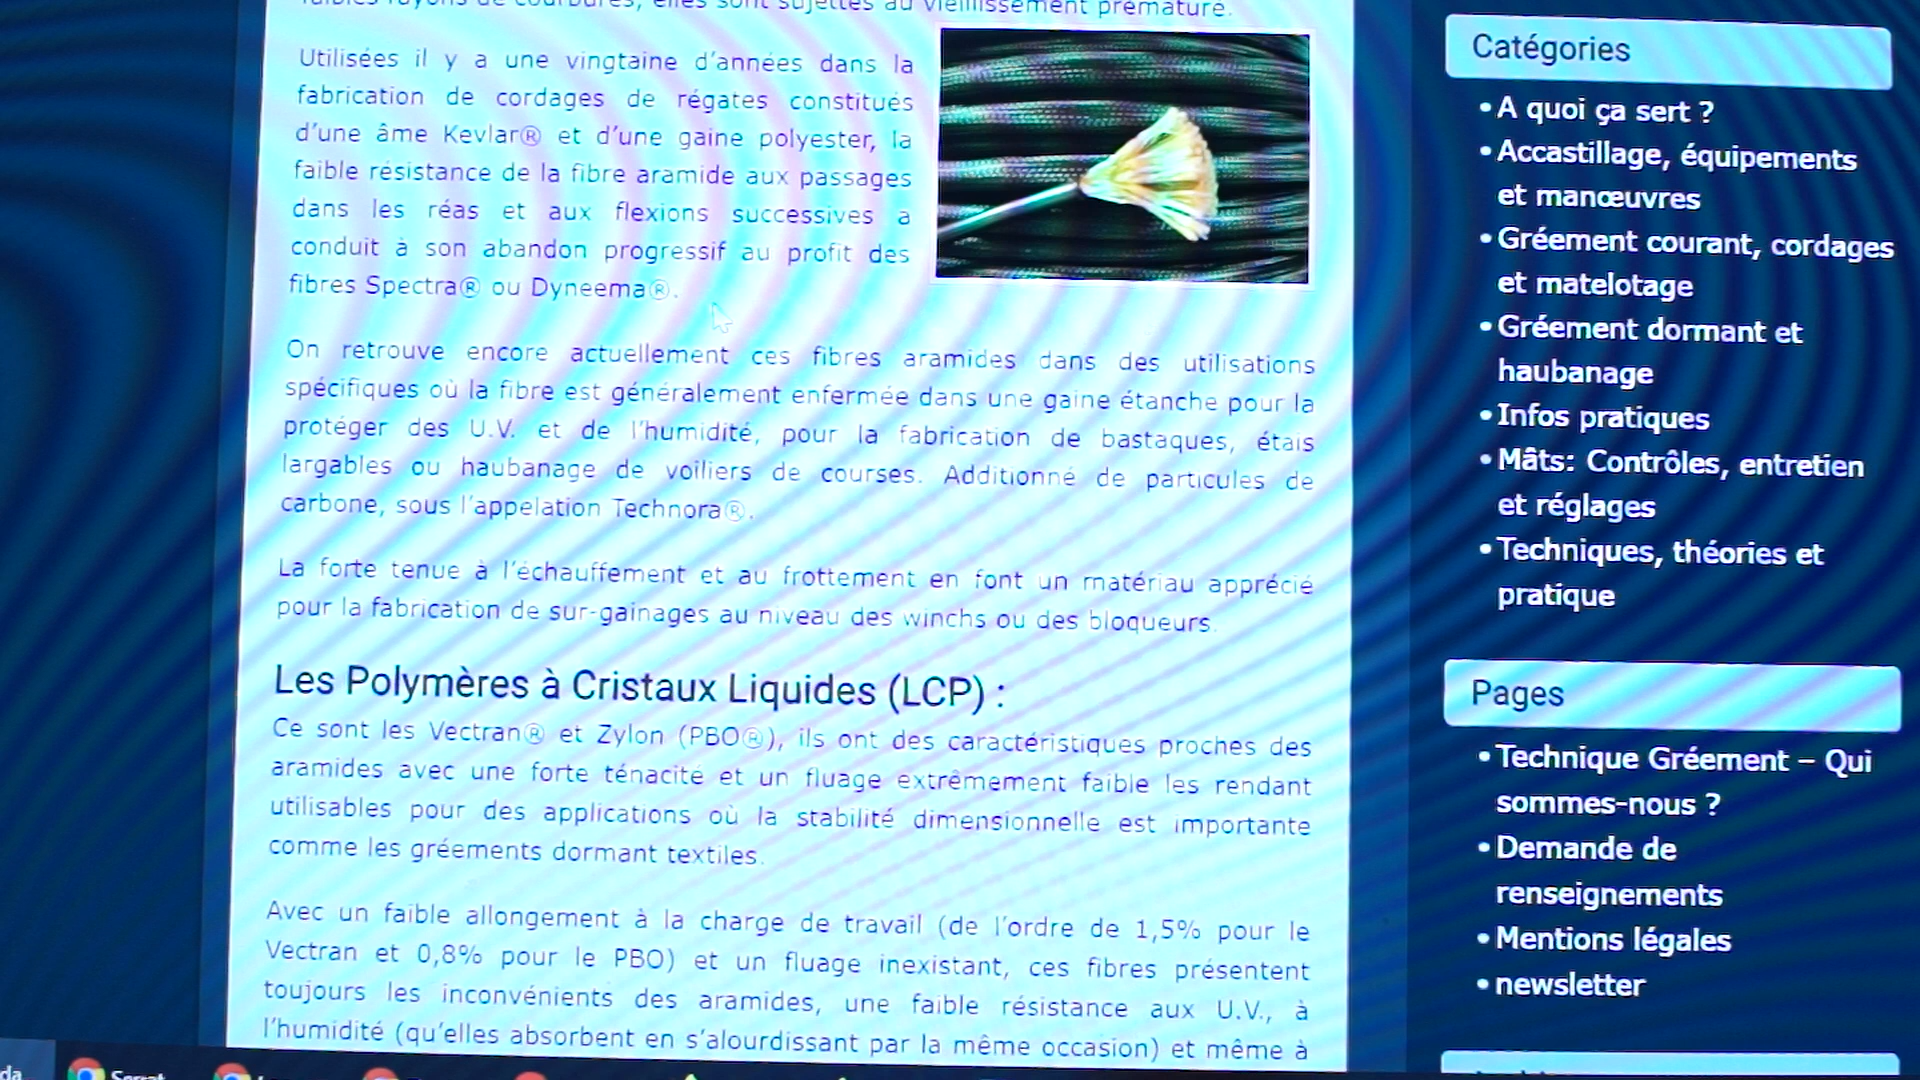 faibles rayons de courbures, elles sont sujettes au vieillissement prématuré.
Utilisées il y a une vingtaine d'années dans la
fabrication de cordages de régates constitués
d'une âme Kevlar® et d'une gaine polyester, la
faible résistance de la fibre aramide aux passages
dans les réas et aux flexions successives a
conduit à son abandon progressif au profit des
fibres Spectra® ou Dyneema®.
On retrouve encore actuellement ces fibres aramides dans des utilisations
spécifiques où la fibre est généralement enfermée dans une gaine étanche pour la
protéger des U.V. et de l'humidité, pour la fabrication de bastaques, étais
largables ou haubanage de voiliers de courses. Additionné de particules de
carbone, sous l'appelation Technora®.
La forte tenue à l'échauffement et au frottement en font un matériau apprécié
pour la fabrication de sur-gainages au niveau des winchs ou des bloqueurs.
Les Polymères à Cristaux Liquides (LCP) :
Ce sont les Vectran® et Zylon (PBO®), ils ont des caractéristiques proches des
aramides avec une forte ténacité et un fluage extrêmement faible les rendant
utilisables pour des applications où la stabilité dimensionnelle est importante
comme les gréements dormant textiles.
Avec un faible allongement à la charge de travail (de l'ordre de 1,5% pour le
Vectran et 0,8% pour le PBO) et un fluage inexistant, ces fibres présentent
toujours les inconvénients des aramides, une faible résistance aux U.V., à
l'humidité (qu'elles absorbent en s'alourdissant par la même occasion) et même à
Catégories
• A quoi ça sert ?
• Accastillage, équipements
et manœuvres
• Gréement courant, cordages
et matelotage
• Gréement dormant et
haubanage
• Infos pratiques
• Mâts: Contrôles, entretien
et réglages
• Techniques, théories et
pratique
Pages
• Technique Gréement – Qui
sommes-nous ?
• Demande de
renseignements
• Mentions légales
• newsletter